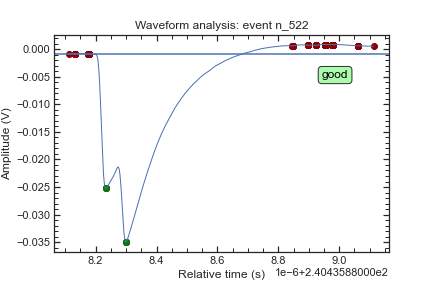 Waveform analysis: event n_522
Amplitude (V)
0.000
−0.005
−0.010
−0.015
−0.020
−0.025
−0.030
−0.035
good
8.2 8.4 8.6 8.8 9.0
1e-6+2.4043588000e2
Relative time (s)